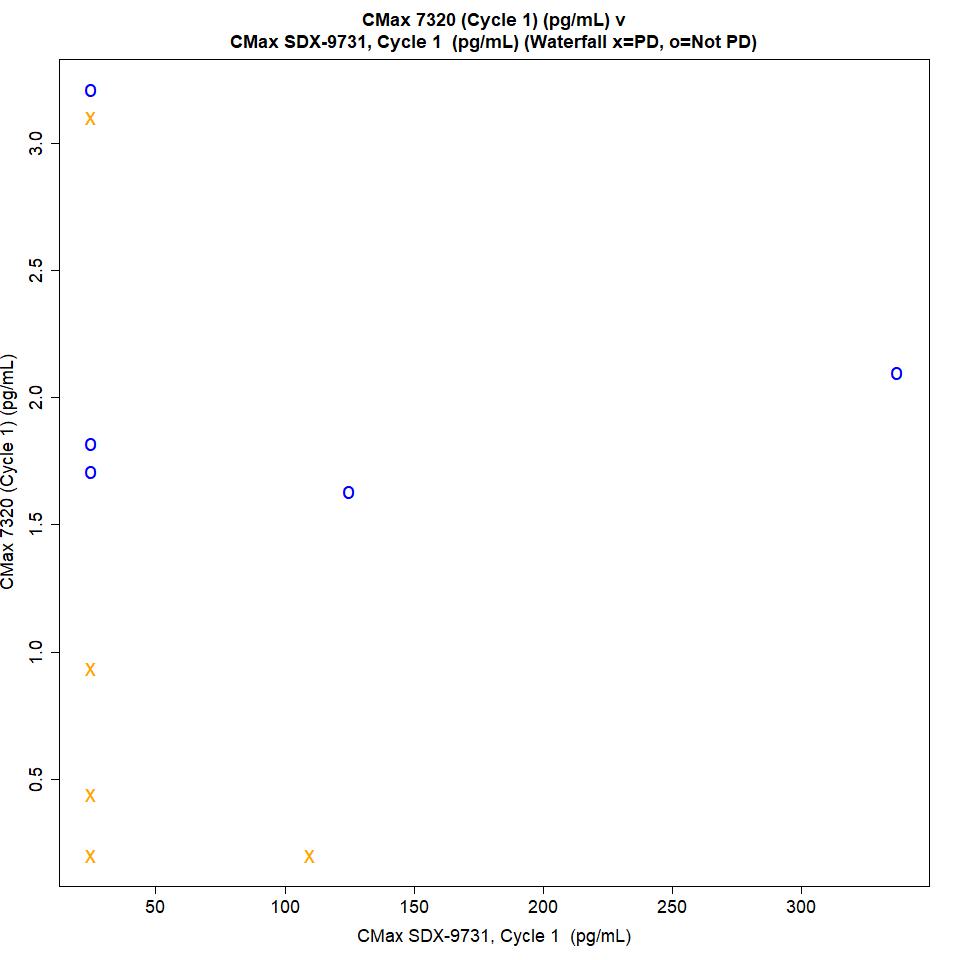 CMax 7320 (Cycle 1) (pg/mL) v
CMax SDX-9731, Cycle 1  (pg/mL) (Waterfall x=PD, o=Not PD)
CMax 7320 (Cycle 1) (pg/mL)
3.0
2.5
2.0
1.5
1.0
0.5
O
X
O
O
O
O
X
X
X
X
50 100 150 200 250 300
CMax SDX-9731, Cycle 1  (pg/mL)